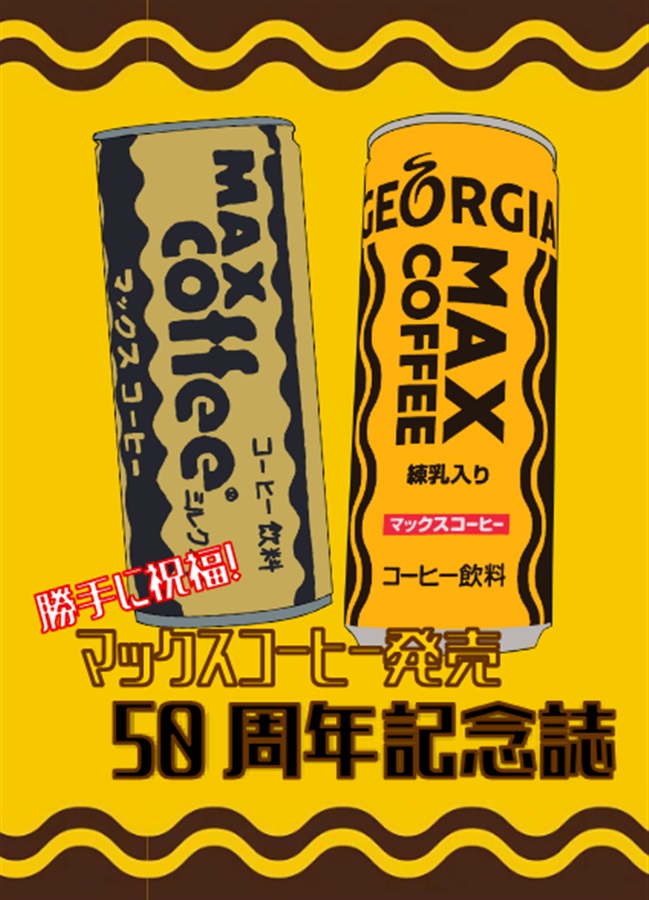 MAX
coffee
マックス コーヒー
コーヒー飲料
ミルク
GEORGIA
MAX
COFFEE
練乳入り
マックスコーヒー
コーヒー飲料
勝手に祝福!
マックスコーヒー発売
50周年記念誌